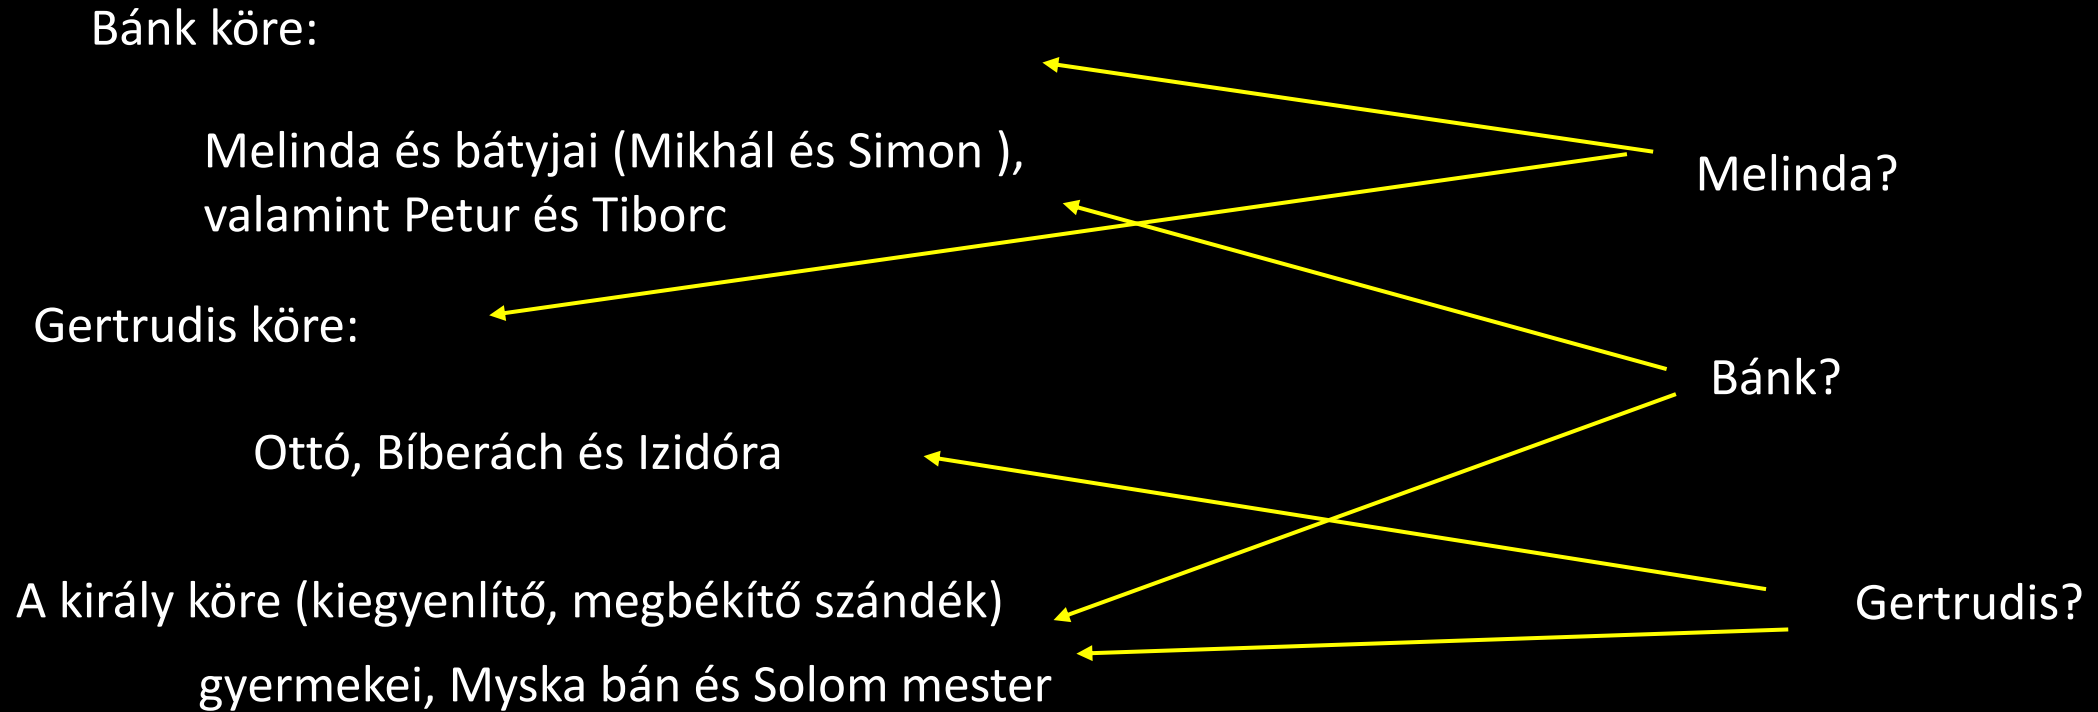 Bánk köre:
Melinda és bátyjai (Mikhál és Simon ),
valamint Petur és Tiborc
Gertrudis köre:
Ottó, Bíberách és Izidóra
A király köre (kiegyenlítő, megbékítő szándék)
gyermekei, Myska bán és Solom mester
Melinda?
Bánk?
Gertrudis?